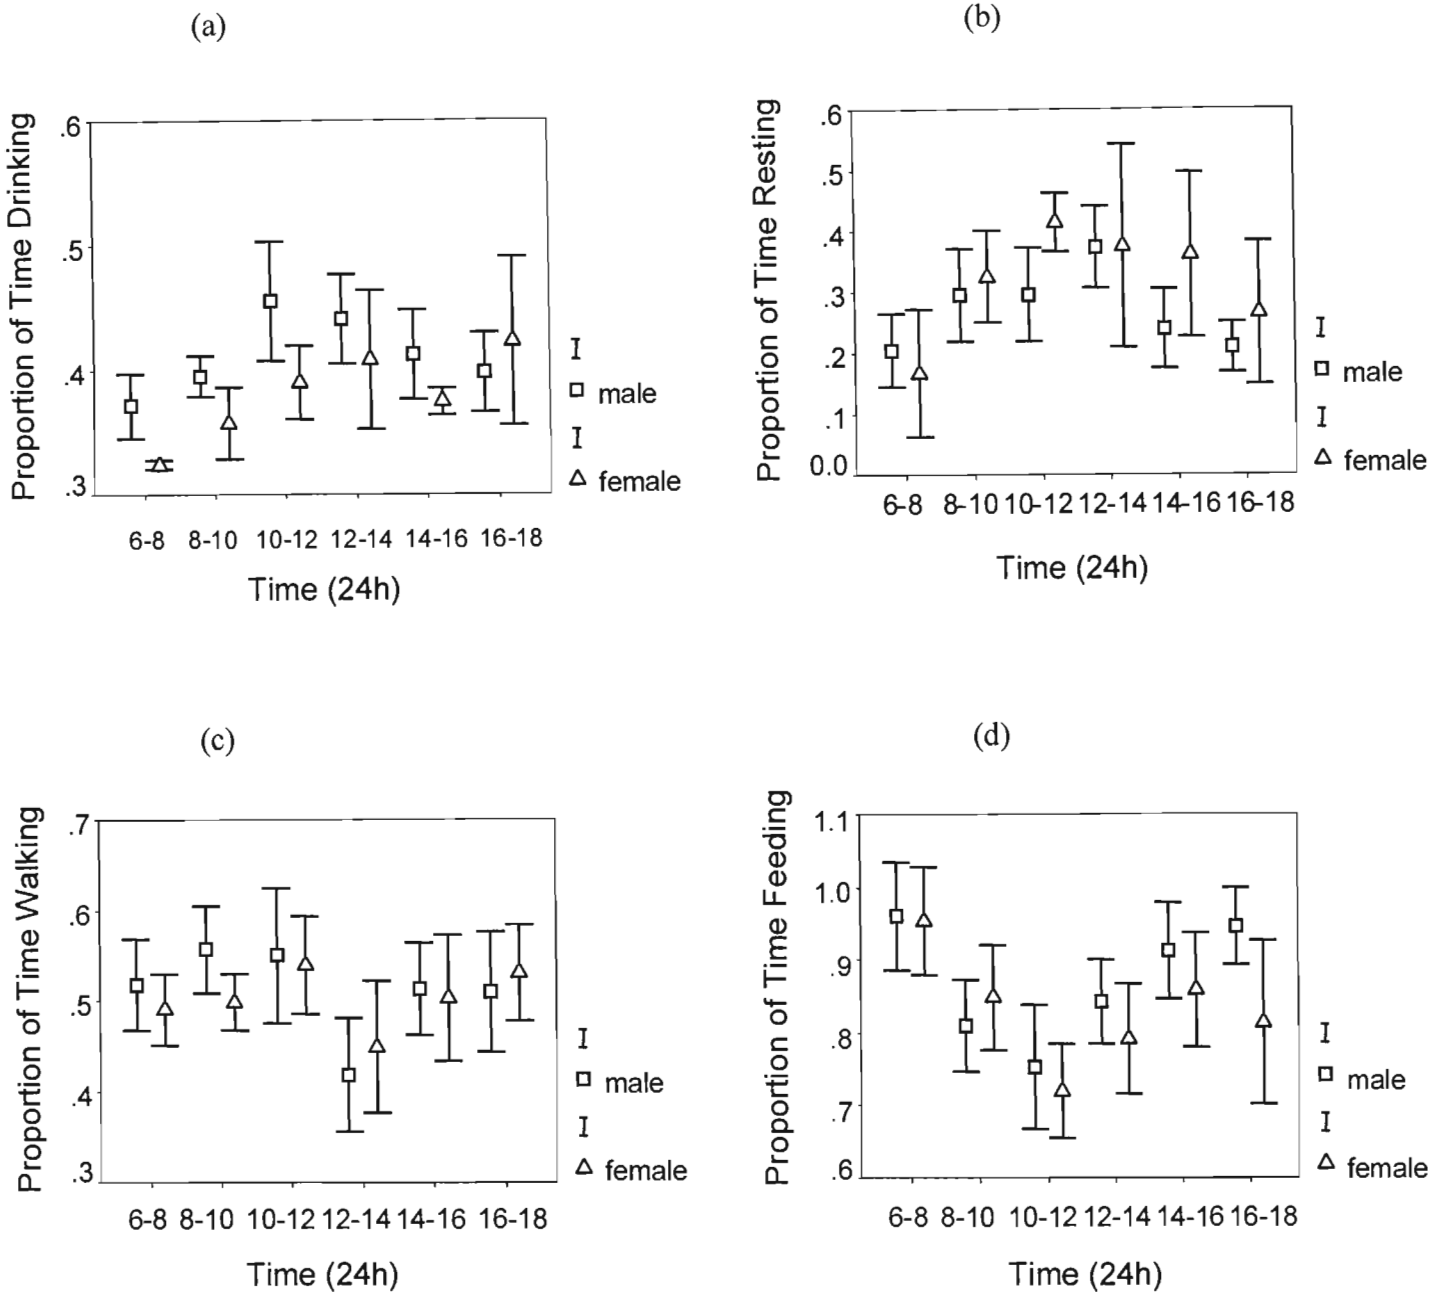 (a)
Proportion of Time Drinking
.6
.5
.4
.3
6-8 8-10 10-12 12-14 14-16 16-18
Time (24h)
male
female
(b)
Proportion of Time Resting
.6
.5
.4
.3
.2
.1
0.0
6-8 8-10 10-12 12-14 14-16 16-18
Time (24h)
male
female
(c)
Proportion of Time Walking
.7
.6
.5
.4
.3
6-8 8-10 10-12 12-14 14-16 16-18
Time (24h)
male
female
(d)
Proportion of Time Feeding
1.1
1.0
.9
.8
.7
.6
6-8 8-10 10-12 12-14 14-16 16-18
Time (24h)
male
female